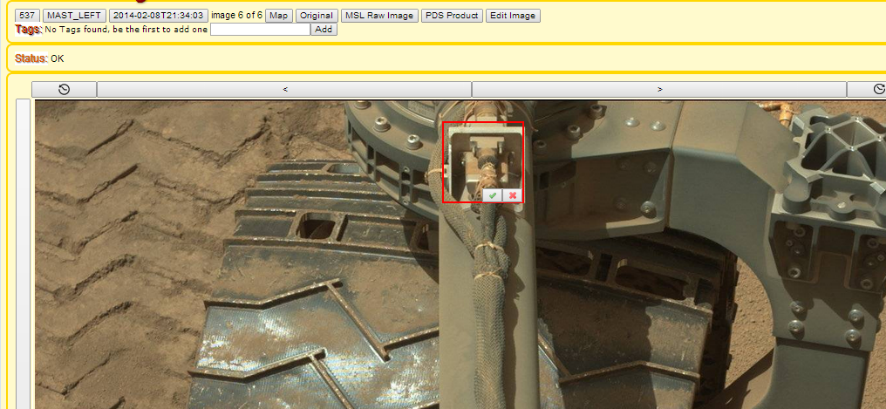 537 MAST_LEFT 2014-02-08T21:34:03 image 6 of 6 Map Original MSL Raw Image PDS Product Edit Image
Tags: No Tags found, be the first to add one Add
Status: OK
< >